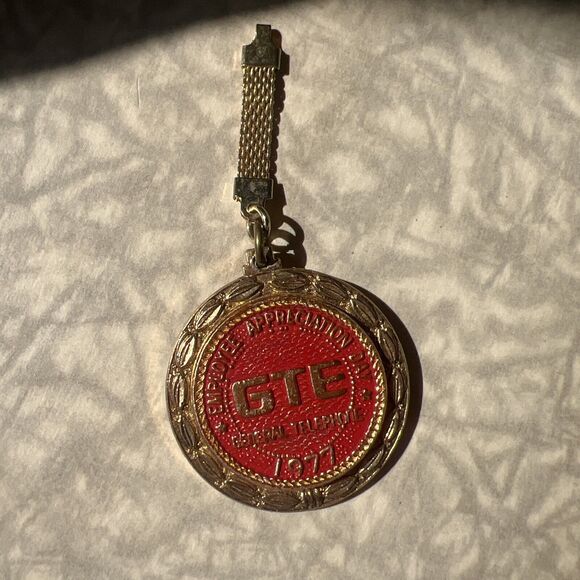 EMPLOYEE APPRECIATION DAY
GTE
GENERAL TELEPHONE
1977